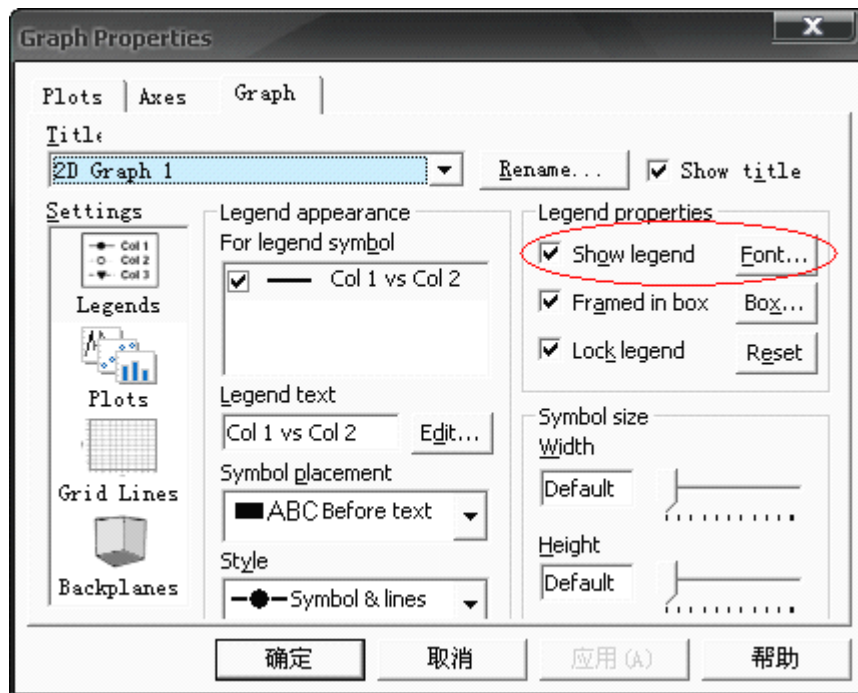 Graph Properties
Plots
Axes
Graph
Title
2D Graph 1
Rename...
Show title
Settings
Col 1
Col 2
Col 3
Legends
Plots
Grid Lines
Backplanes
Legend appearance
For legend symbol
Col 1 vs Col 2
Legend text
Col 1 vs Col 2
Edit...
Symbol placement
ABC Before text
Style
Symbol & lines
Legend properties
Show legend
Font...
Framed in box
Box...
Lock legend
Reset
Symbol size
Width
Default
Height
Default
确定
取消
应用(A)
帮助